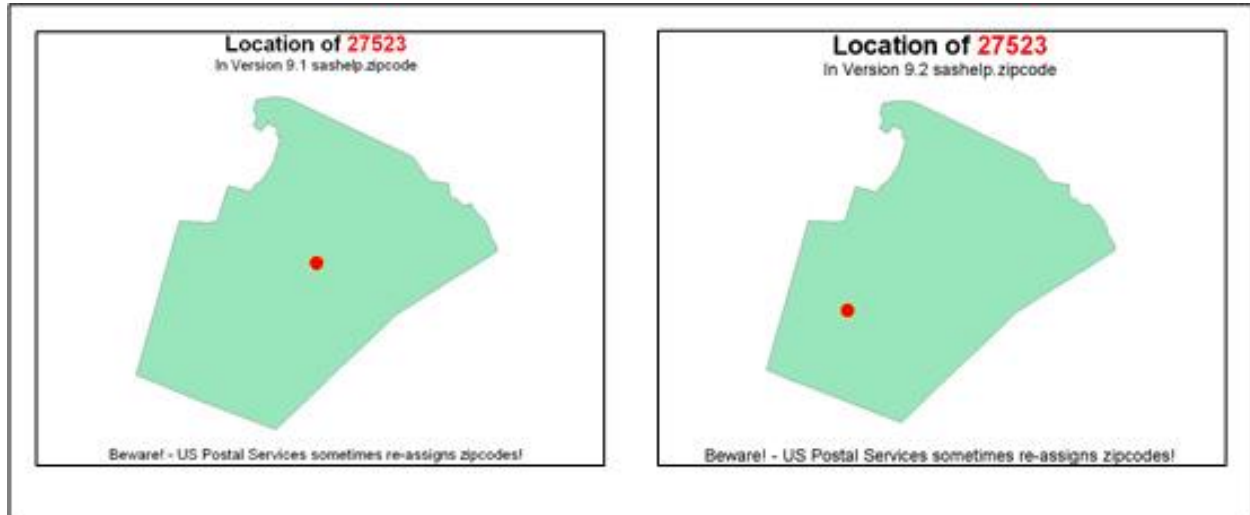 Location of 27523
In Version 9.1 sashelp.zipcode
Beware! - US Postal Services sometimes re-assigns zipcodes!
Location of 27523
In Version 9.2 sashelp.zipcode
Beware! - US Postal Services sometimes re-assigns zipcodes!